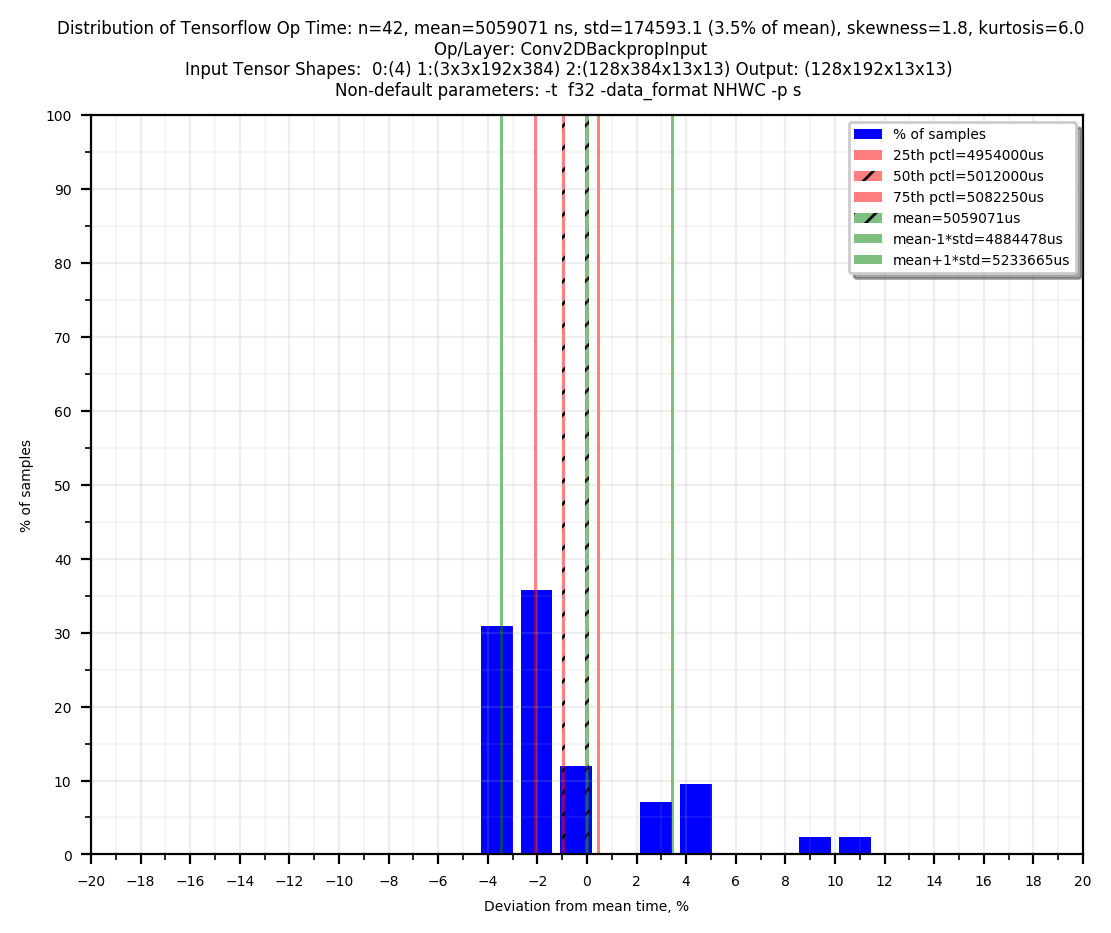 Distribution of Tensorflow Op Time: n=42, mean=5059071 ns, std=174593.1 (3.5% of mean), skewness=1.8, kurtosis=6.0
Op/Layer: Conv2DBackpropInput
Input Tensor Shapes:  0:(4) 1:(3x3x192x384) 2:(128x384x13x13) Output: (128x192x13x13)
Non-default parameters: -t  f32 -data_format NHWC -p s
100
90
80
70
60
50
40
30
20
10
0
% of samples
% of samples
25th pctl=4954000us
50th pctl=5012000us
75th pctl=5082250us
mean=5059071us
mean-1*std=4884478us
mean+1*std=5233665us
−20 −18 −16 −14 −12 −10 −8 −6 −4 −2 0 2 4 6 8 10 12 14 16 18 20
Deviation from mean time, %